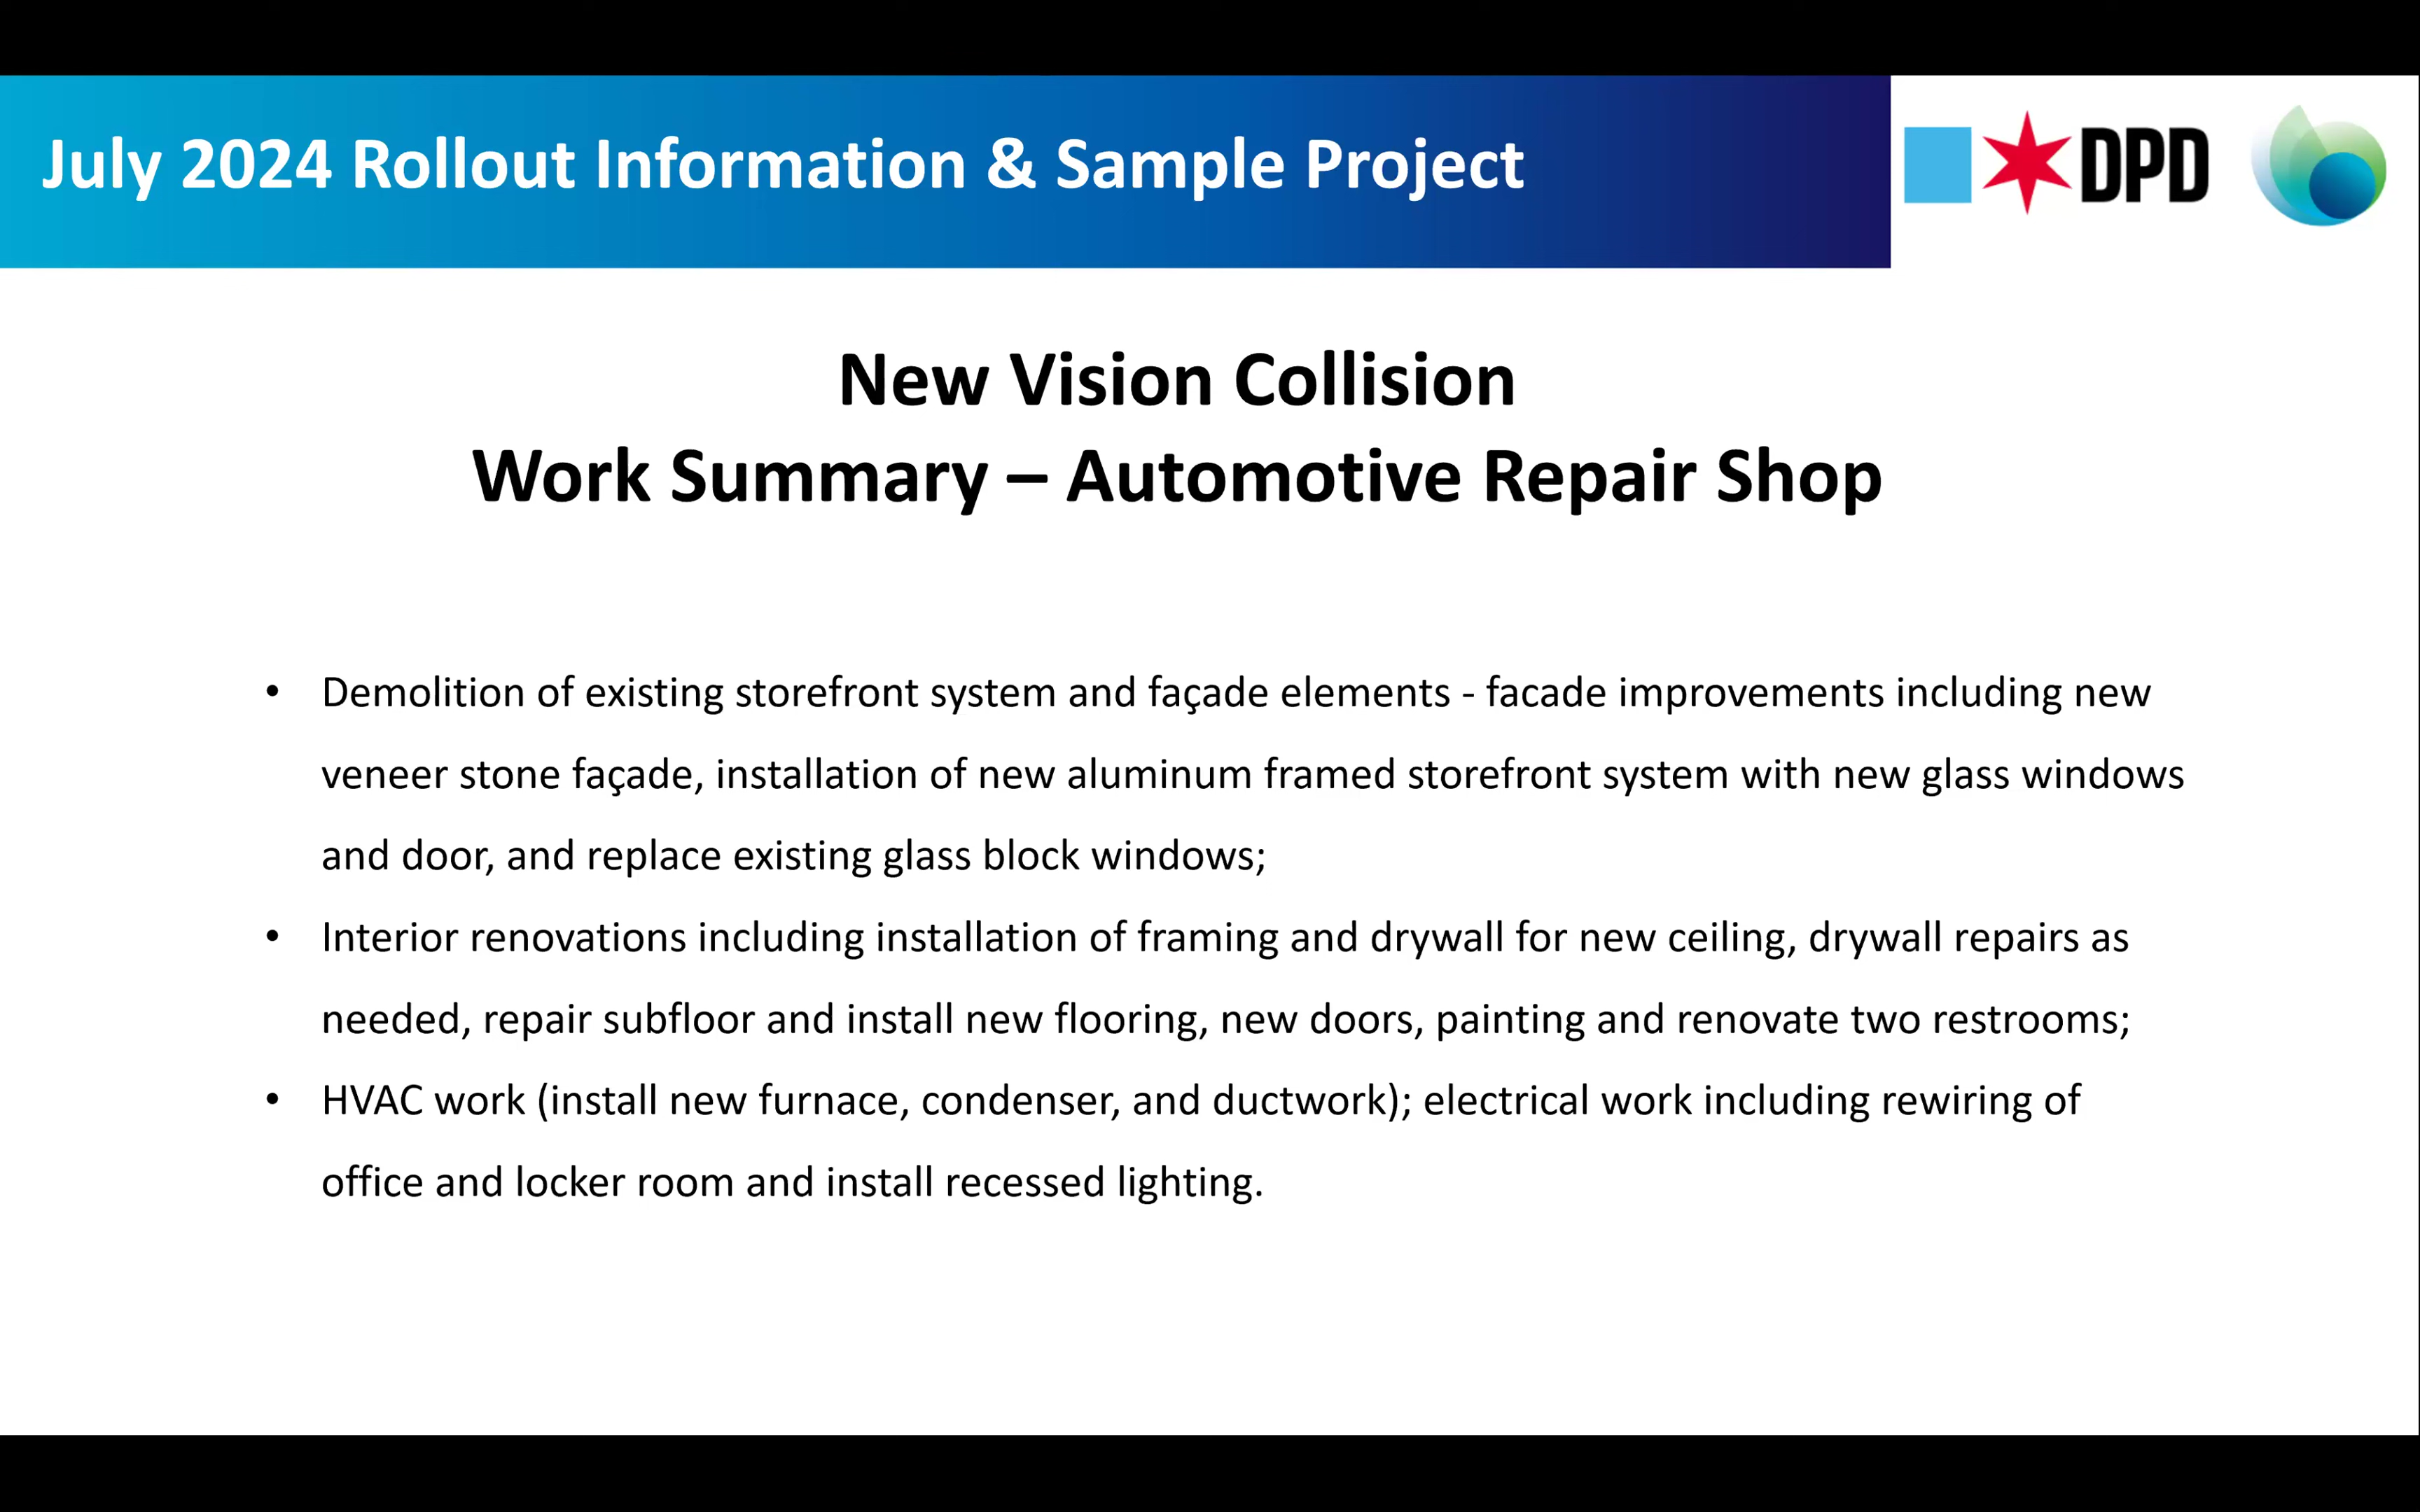 July 2024 Rollout Information & Sample Project
DPD
New Vision Collision
Work Summary – Automotive Repair Shop
• Demolition of existing storefront system and façade elements - facade improvements including new
veneer stone façade, installation of new aluminum framed storefront system with new glass windows
and door, and replace existing glass block windows;
• Interior renovations including installation of framing and drywall for new ceiling, drywall repairs as
needed, repair subfloor and install new flooring, new doors, painting and renovate two restrooms;
• HVAC work (install new furnace, condenser, and ductwork); electrical work including rewiring of
office and locker room and install recessed lighting.